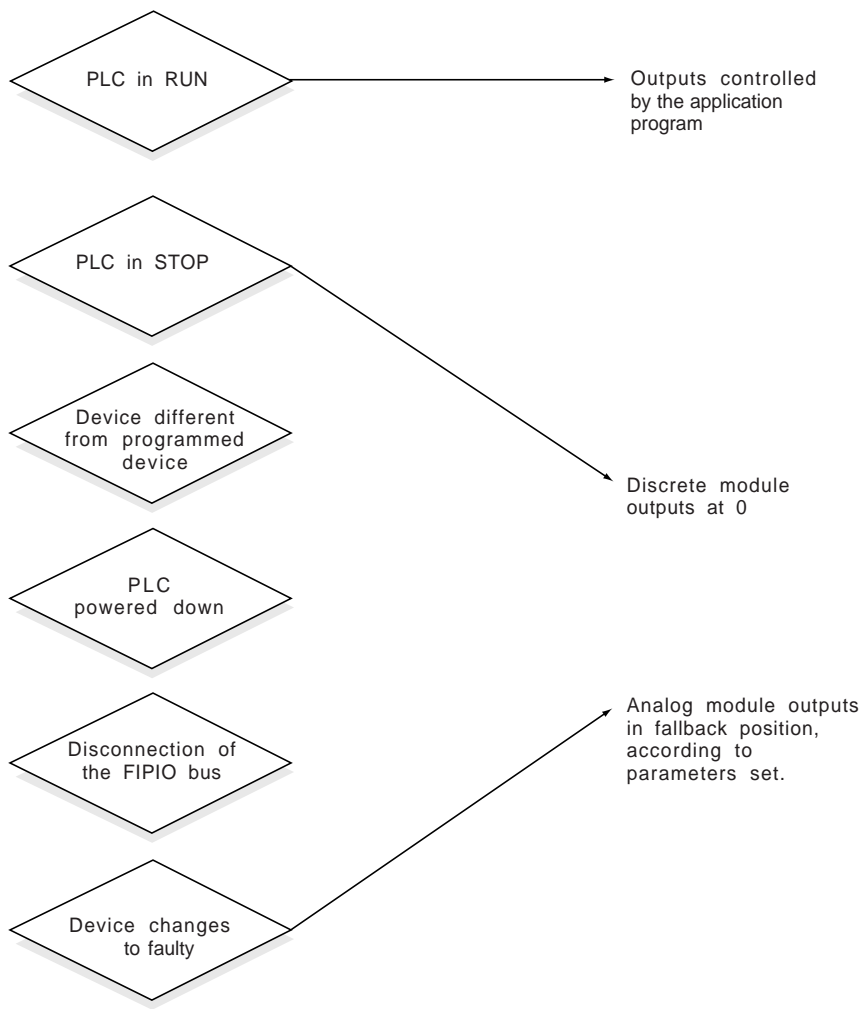 PLC in RUN
Outputs controlled
by the application
program
PLC in STOP
Device different
from programmed
device
Discrete module
outputs at 0
PLC
powered down
Analog module outputs
in fallback position,
according to
parameters set.
Disconnection of
the FIPIO bus
Device changes
to faulty